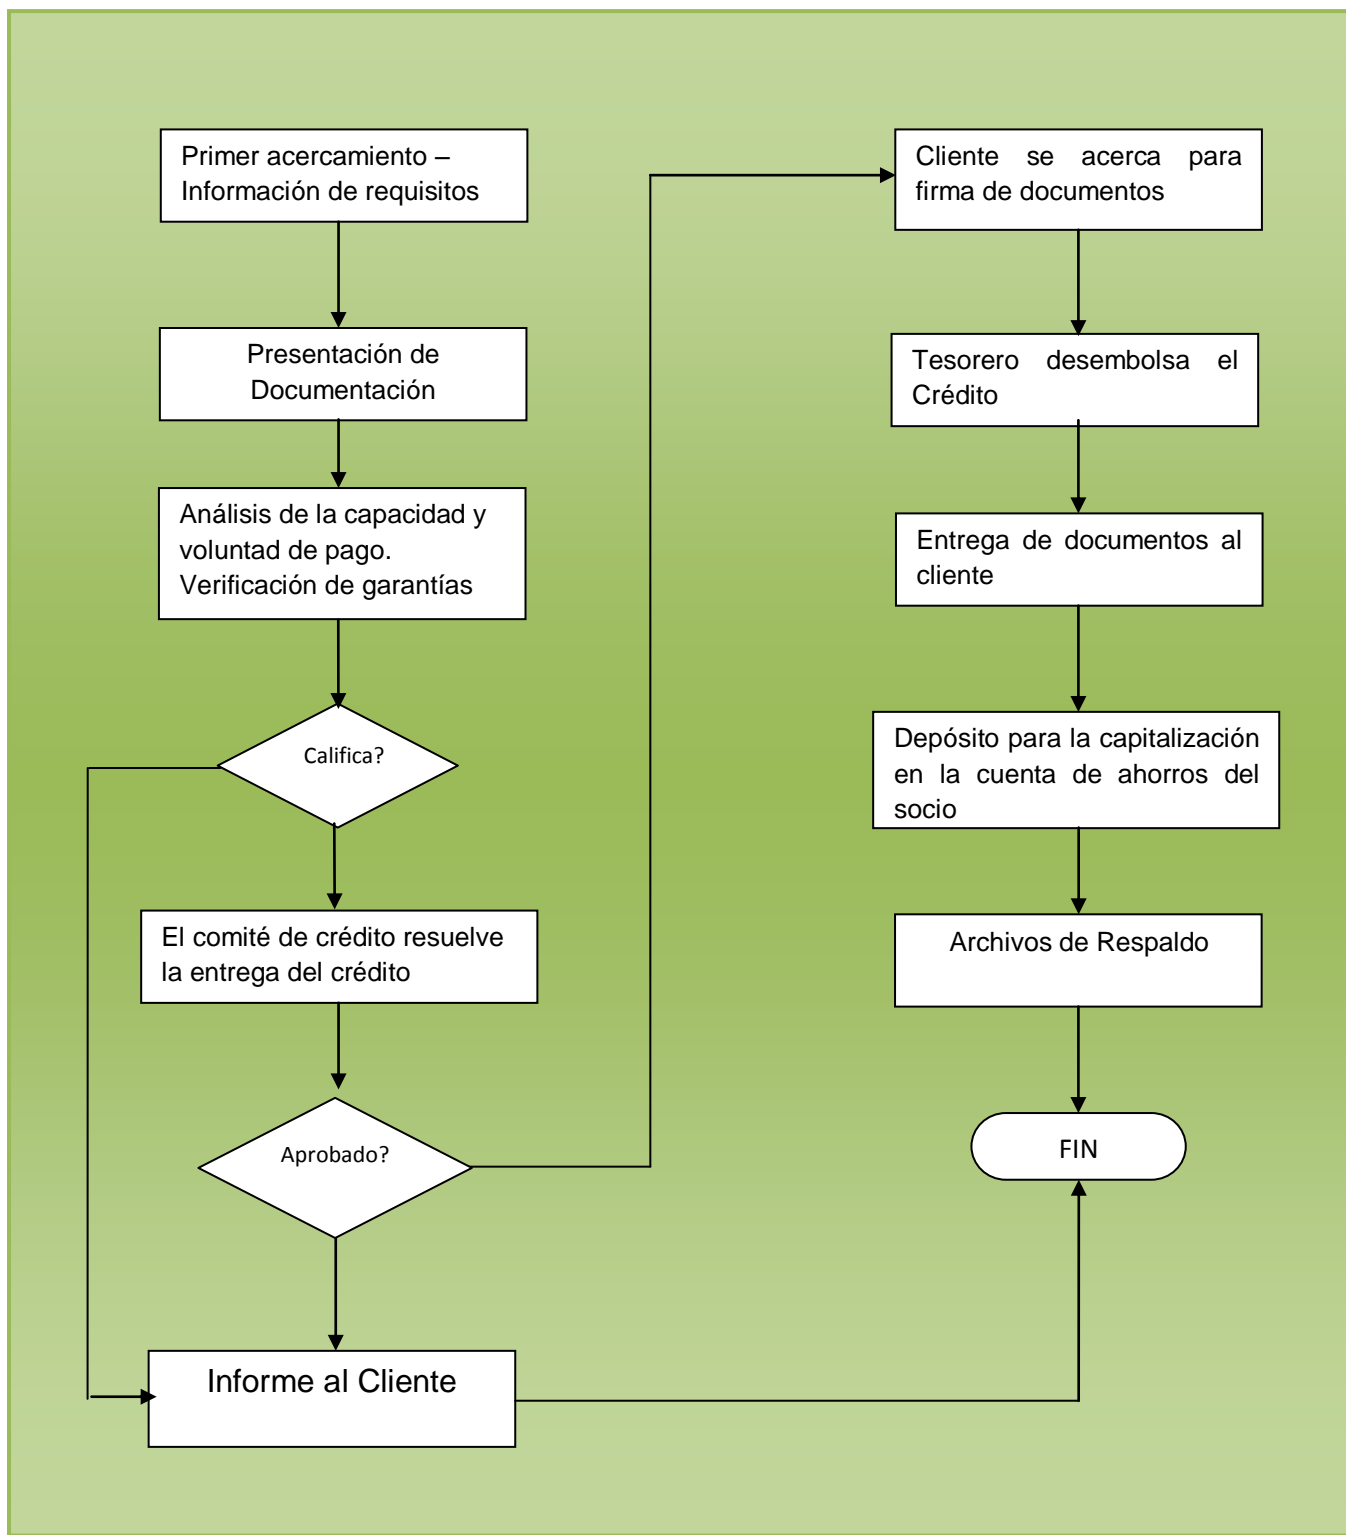 Primer acercamiento –
Información de requisitos
Presentación de
Documentación
Análisis de la capacidad y
voluntad de pago.
Verificación de garantías
Califica?
El comité de crédito resuelve
la entrega del crédito
Aprobado?
Informe al Cliente
Cliente se acerca para
firma de documentos
Tesorero desembolsa el
Crédito
Entrega de documentos al
cliente
Depósito para la capitalización
en la cuenta de ahorros del
socio
Archivos de Respaldo
FIN